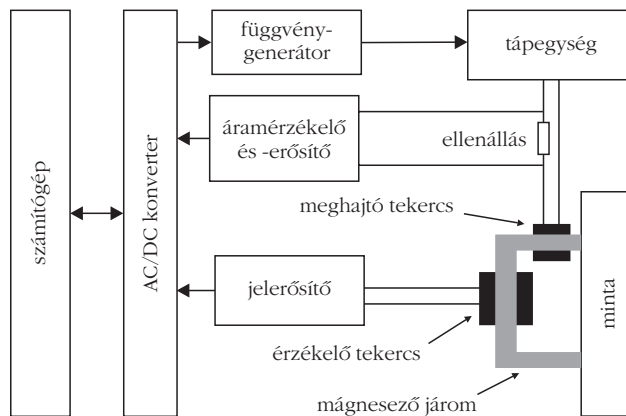 számítógép
AC/DC konverter
függvény-
generátor
tápegység
áramérzékelő
és -erősítő
ellenállás
meghajtó tekercs
jelerősítő
érzékelő tekercs
mágnesező járom
minta